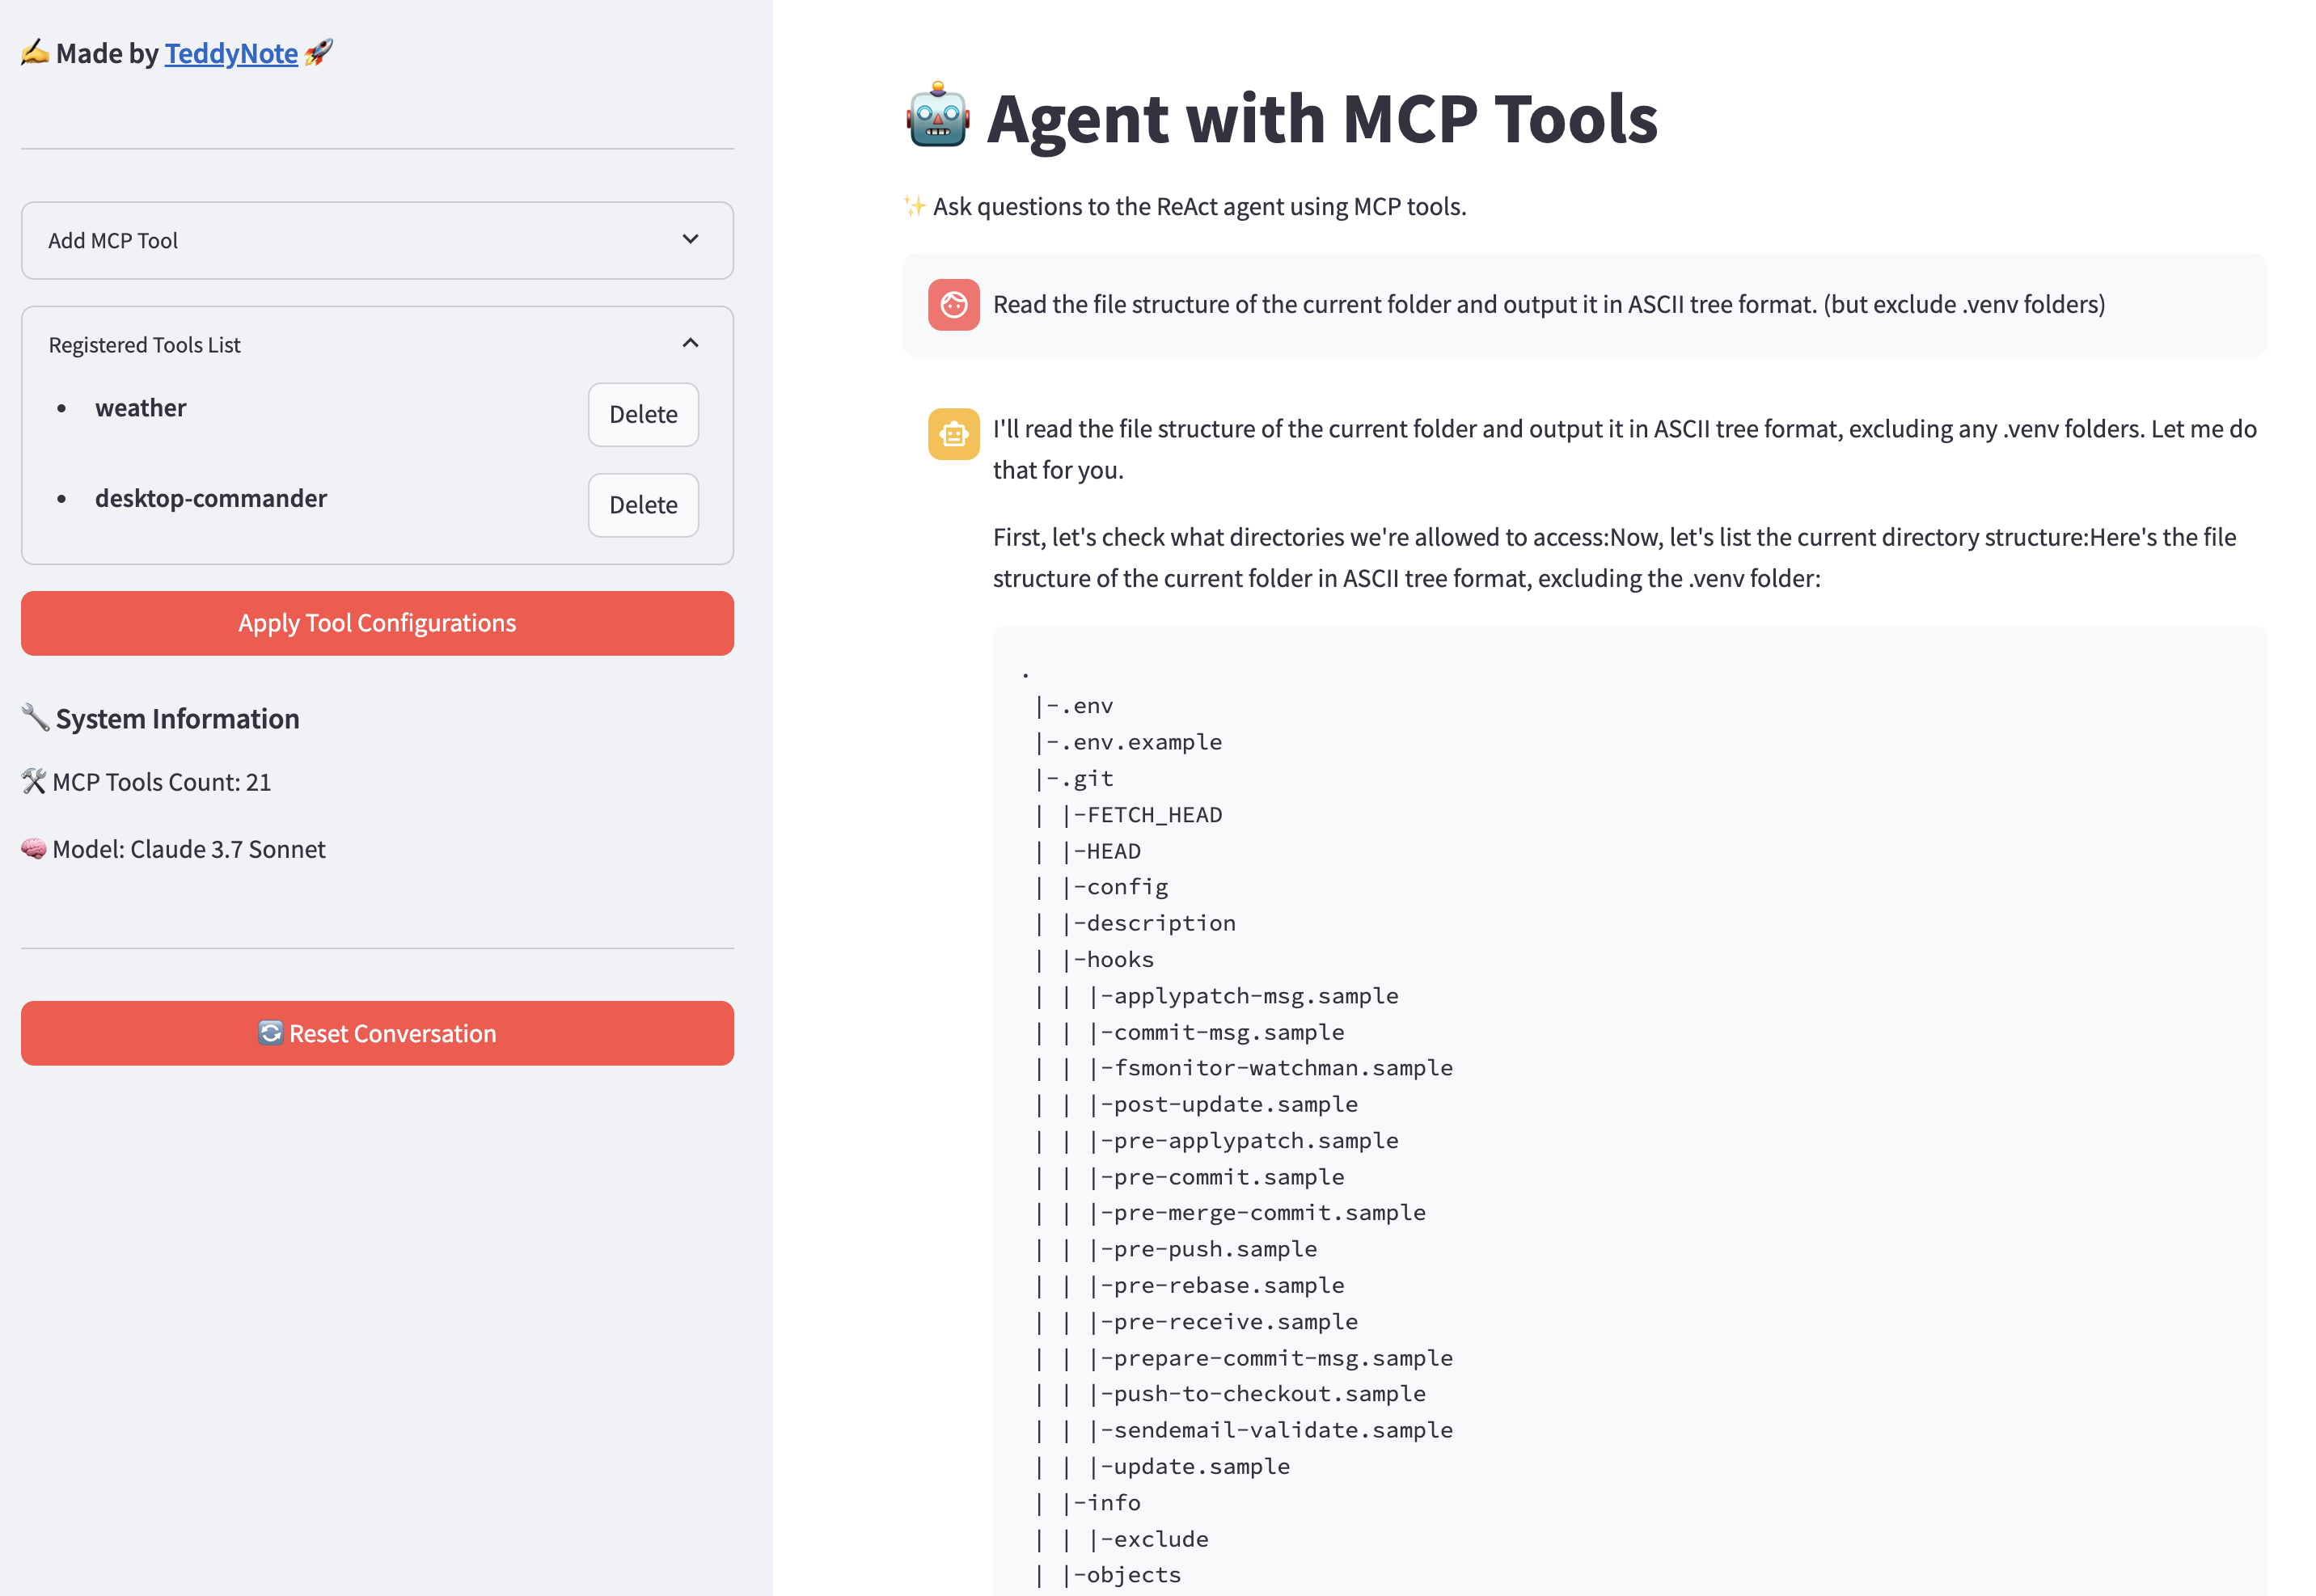 ✍️ Made by TeddyNote 🚀
Add MCP Tool
Registered Tools List
• weather
Delete
• desktop-commander
Delete
Apply Tool Configurations
🔧 System Information
🛠️ MCP Tools Count: 21
🧠 Model: Claude 3.7 Sonnet
🔄 Reset Conversation
🤖 Agent with MCP Tools
✨ Ask questions to the ReAct agent using MCP tools.
Read the file structure of the current folder and output it in ASCII tree format. (but exclude .venv folders)
I'll read the file structure of the current folder and output it in ASCII tree format, excluding any .venv folders. Let me do
that for you.
First, let's check what directories we're allowed to access:Now, let's list the current directory structure:Here's the file
structure of the current folder in ASCII tree format, excluding the .venv folder:
.
 |-.env
 |-.env.example
 |-.git
 | |-FETCH_HEAD
 | |-HEAD
 | |-config
 | |-description
 | |-hooks
 | | |-applypatch-msg.sample
 | | |-commit-msg.sample
 | | |-fsmonitor-watchman.sample
 | | |-post-update.sample
 | | |-pre-applypatch.sample
 | | |-pre-commit.sample
 | | |-pre-merge-commit.sample
 | | |-pre-push.sample
 | | |-pre-rebase.sample
 | | |-pre-receive.sample
 | | |-prepare-commit-msg.sample
 | | |-push-to-checkout.sample
 | | |-sendemail-validate.sample
 | | |-update.sample
 | |-info
 | | |-exclude
 | |-objects